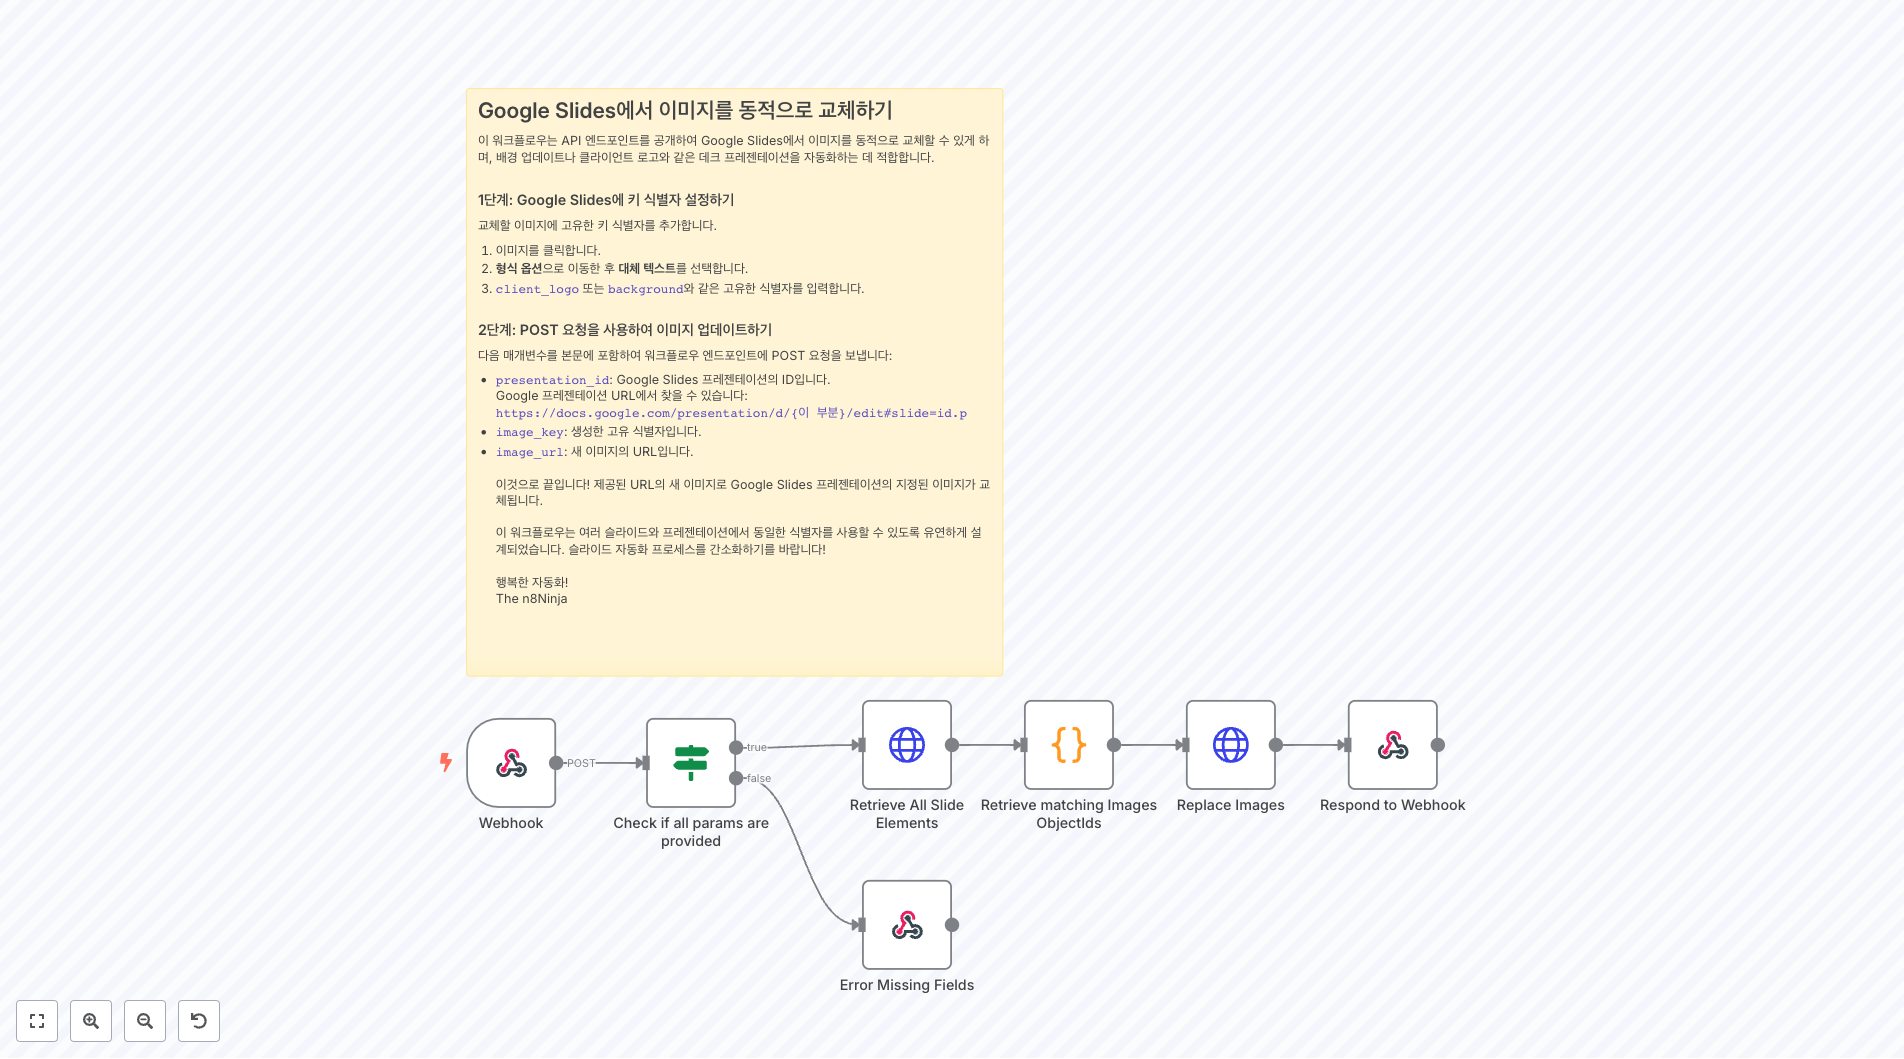 Google Slides에서 이미지를 동적으로 교체하기
이 워크플로우는 API 엔드포인트를 공개하여 Google Slides에서 이미지를 동적으로 교체할 수 있게 하
며, 배경 업데이트나 클라이언트 로고와 같은 데크 프레젠테이션을 자동화하는 데 적합합니다.
1단계: Google Slides에 키 식별자 설정하기
교체할 이미지에 고유한 키 식별자를 추가합니다.
1. 이미지를 클릭합니다.
2. 형식 옵션으로 이동한 후 대체 텍스트를 선택합니다.
3. client_logo 또는 background와 같은 고유한 식별자를 입력합니다.
2단계: POST 요청을 사용하여 이미지 업데이트하기
다음 매개변수를 본문에 포함하여 워크플로우 엔드포인트에 POST 요청을 보냅니다:
• presentation_id: Google Slides 프레젠테이션의 ID입니다.
Google 프레젠테이션 URL에서 찾을 수 있습니다:
https://docs.google.com/presentation/d/{이 부분}/edit#slide=id.p
• image_key: 생성한 고유 식별자입니다.
• image_url: 새 이미지의 URL입니다.
이것으로 끝입니다! 제공된 URL의 새 이미지로 Google Slides 프레젠테이션의 지정된 이미지가 교
체됩니다.
이 워크플로우는 여러 슬라이드와 프레젠테이션에서 동일한 식별자를 사용할 수 있도록 유연하게 설
계되었습니다. 슬라이드 자동화 프로세스를 간소화하기를 바랍니다!
행복한 자동화!
The n8Ninja
POST
true
false
Webhook
Check if all params are
provided
Retrieve All Slide
Elements
Retrieve matching Images
ObjectIds
Replace Images
Respond to Webhook
Error Missing Fields